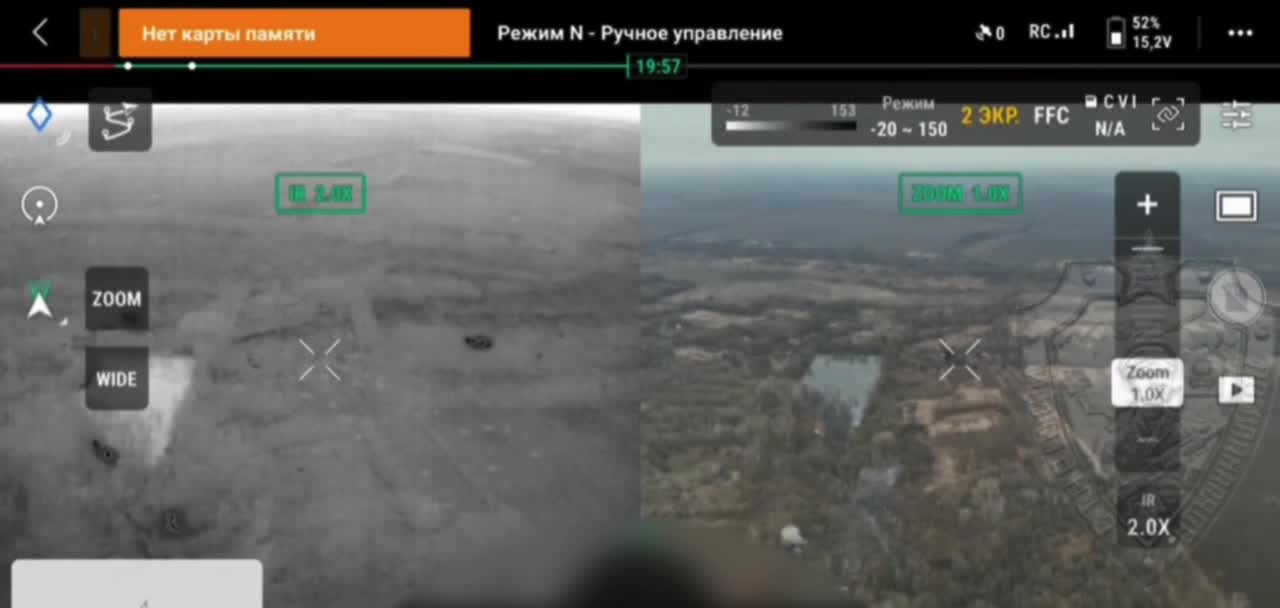 Нет карты памяти
Режим N - Ручное управление
0
RC
52%
15,2V
19:57
-12
153
Режим
-20 ~ 150
2 ЭКР.
FFC
CVI
N/A
IR 2.0X
ZOOM 1.0X
W
ZOOM
WIDE
Zoom
1.0X
IR
2.0X